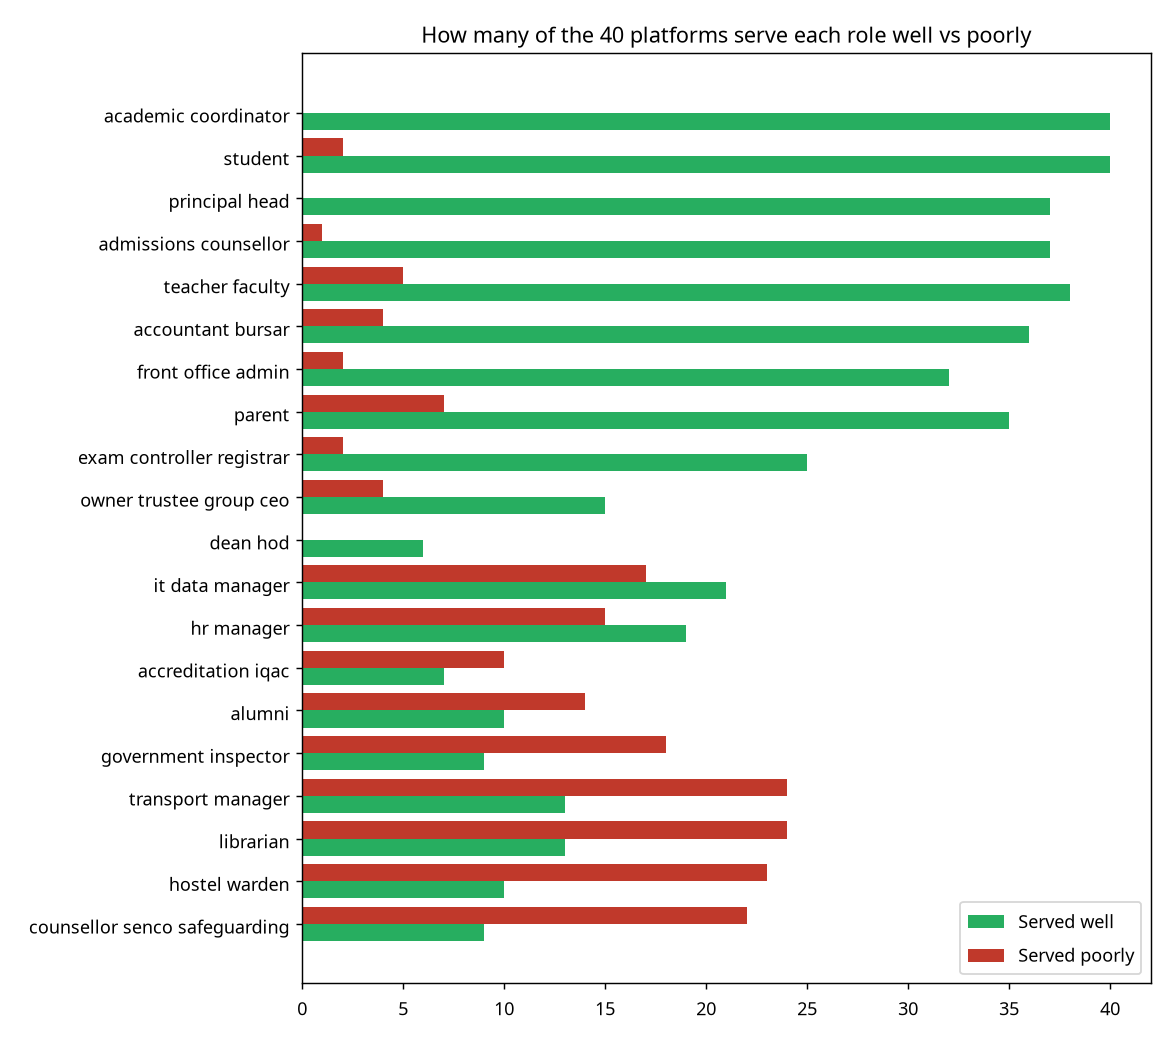 How many of the 40 platforms serve each role well vs poorly
academic coordinator
student
principal head
admissions counsellor
teacher faculty
accountant bursar
front office admin
parent
exam controller registrar
owner trustee group ceo
dean hod
it data manager
hr manager
accreditation iqac
alumni
government inspector
transport manager
librarian
hostel warden
counsellor senco safeguarding
Served well
Served poorly
0 5 10 15 20 25 30 35 40